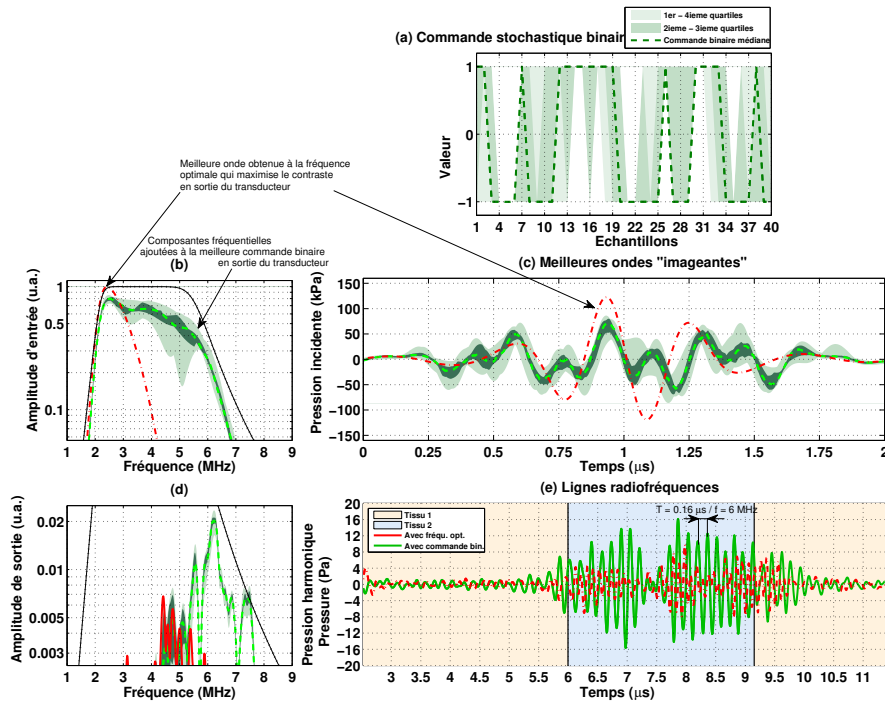 (a) Commande stochastique binair
1er − 4ieme quartiles
2ieme − 3ieme quartiles
Commande binaire médiane
1
0
−1
Valeur
1 4 7 10 13 16 19 22 25 28 31 34 37 40
Echantillons
Meilleure onde obtenue à la fréquence
optimale qui maximise le contraste
en sortie du transducteur
Composantes fréquentielles
ajoutées à la meilleure commande binaire
en sortie du transducteur
(b)
1
0.5
0.1
Amplitude d'entrée (u.a.)
1 2 3 4 5 6 7 8 9
Fréquence (MHz)
(c) Meilleures ondes "imageantes"
150
100
50
0
−50
−100
−150
Pression incidente (kPa)
0 0.25 0.5 0.75 1 1.25 1.5 1.75 2
Temps (μs)
(d)
0.02
0.01
0.005
0.003
Amplitude de sortie (u.a.)
1 2 3 4 5 6 7 8 9
Fréquence (MHz)
(e) Lignes radiofréquences
Tissu 1
Tissu 2
Avec fréqu. opt.
Avec commande bin.
T = 0.16 μs / f = 6 MHz
20
16
12
8
4
0
−4
−8
−12
−16
−20
Pression harmonique
Pressure (Pa)
3 3.5 4 4.5 5 5.5 6 6.5 7 7.5 8 8.5 9 9.5 10 10.5 11
Temps (μs)